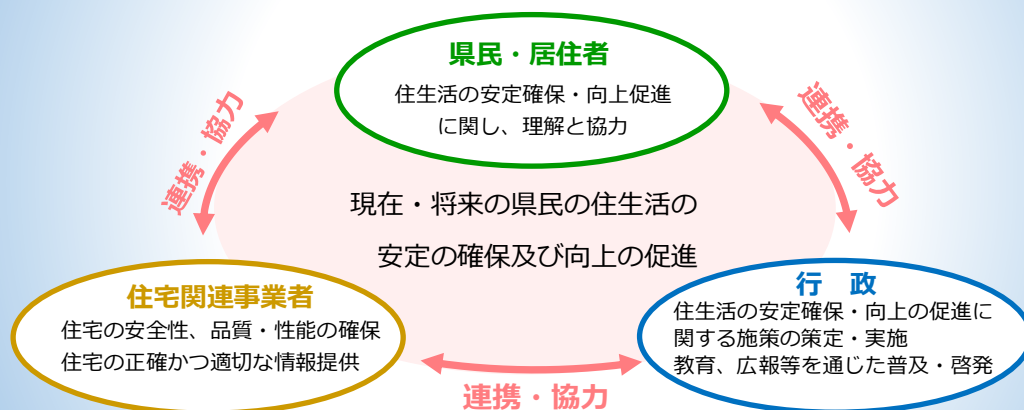 県民・居住者
住生活の安定確保・向上促進
に関し、理解と協力
連携・協力
連携・協力
現在・将来の県民の住生活の
安定の確保及び向上の促進
住宅関連事業者
住宅の安全性、品質・性能の確保
住宅の正確かつ適切な情報提供
行 政
住生活の安定確保・向上の促進に
関する施策の策定・実施
教育、広報等を通じた普及・啓発
連携・協力